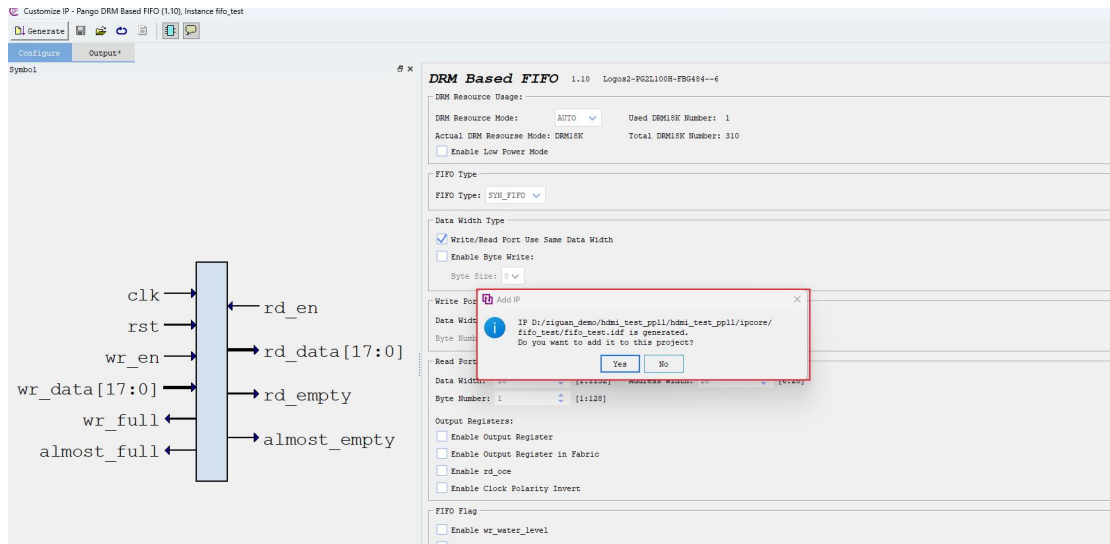 Customize IP - Pango DRM Based FIFO (1.10), Instance fifo_test
Generate
Configure Output*
Symbol
clk
rst
wr_en
wr_data[17:0]
wr_full
almost_full
rd_en
rd_data[17:0]
rd_empty
almost_empty
DRM Based FIFO 1.10 Logos2-PG2L100H-FBG484--6
DRM Resource Usage:
DRM Resource Mode: AUTO Used DRM18K Number: 1
Actual DRM Resourse Mode: DRM18K Total DRM18K Number: 310
Enable Low Power Mode
FIFO Type
FIFO Type: SYN_FIFO
Data Width Type
Write/Read Port Use Same Data Width
Enable Byte Write:
Byte Size: 8
Write Por
Data Widt
Byte Numb
Add IP
IP D:/ziguan_demo/hdmi_test_ppll/hdmi_test_ppll/ipcore/
fifo_test/fifo_test.idf is generated.
Do you want to add it to this project?
Yes No
Read Port
Data Width: [1:1152] Address Width: 10 [6:20]
Byte Number: 1 [1:128]
Output Registers:
Enable Output Register
Enable Output Register in Fabric
Enable rd_oce
Enable Clock Polarity Invert
FIFO Flag
Enable wr_water_level